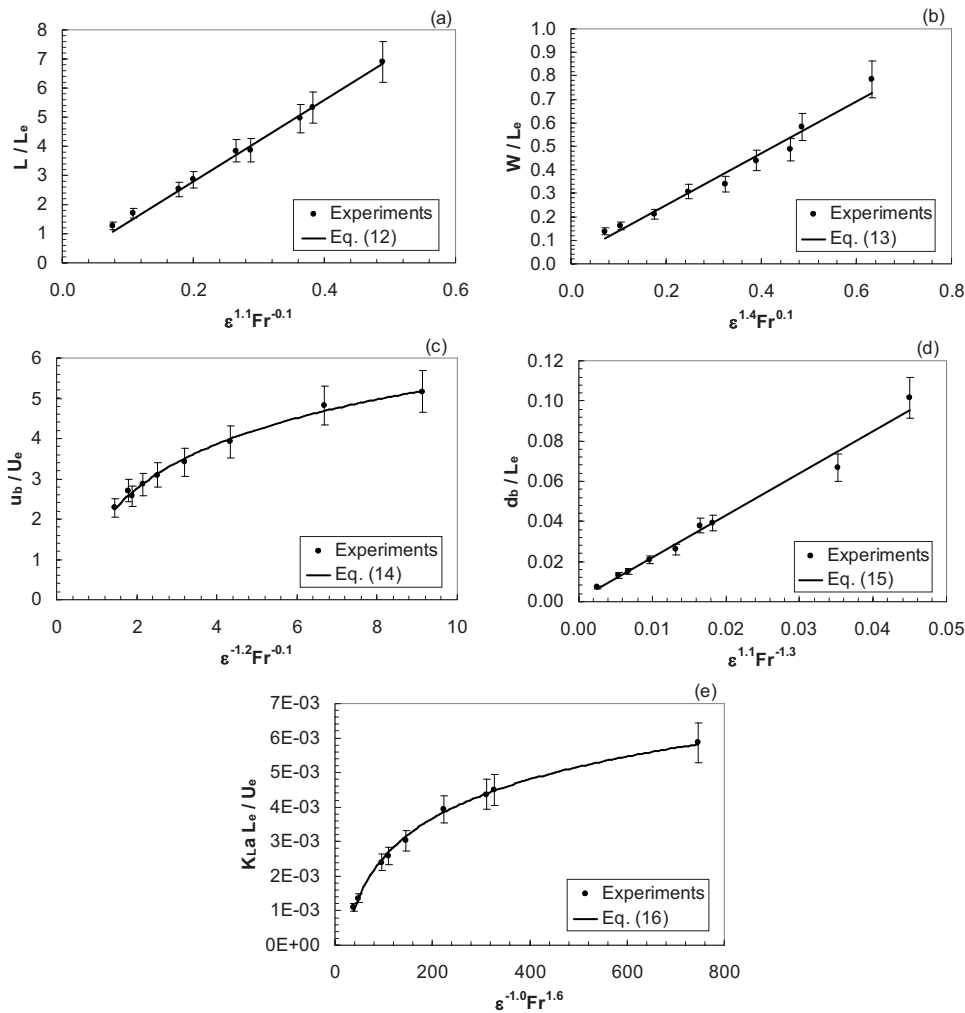 (a)
8
7
6
5
4
3
2
1
0
L / Le
Experiments
Eq. (12)
0.0 0.2 0.4 0.6
ε1.1Fr-0.1
(b)
1.0
0.9
0.8
0.7
0.6
0.5
0.4
0.3
0.2
0.1
0.0
W / Le
Experiments
Eq. (13)
0.0 0.2 0.4 0.6 0.8
ε1.4Fr0.1
(c)
6
5
4
3
2
1
0
ub / Ue
Experiments
Eq. (14)
0 2 4 6 8 10
ε-1.2Fr-0.1
(d)
0.12
0.10
0.08
0.06
0.04
0.02
0.00
db / Le
Experiments
Eq. (15)
0.00 0.01 0.02 0.03 0.04 0.05
ε1.1Fr-1.3
(e)
7E-03
6E-03
5E-03
4E-03
3E-03
2E-03
1E-03
0E+00
KLa Le / Ue
Experiments
Eq. (16)
0 200 400 600 800
ε-1.0Fr1.6